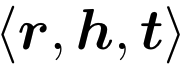 ⟨r, h, t⟩